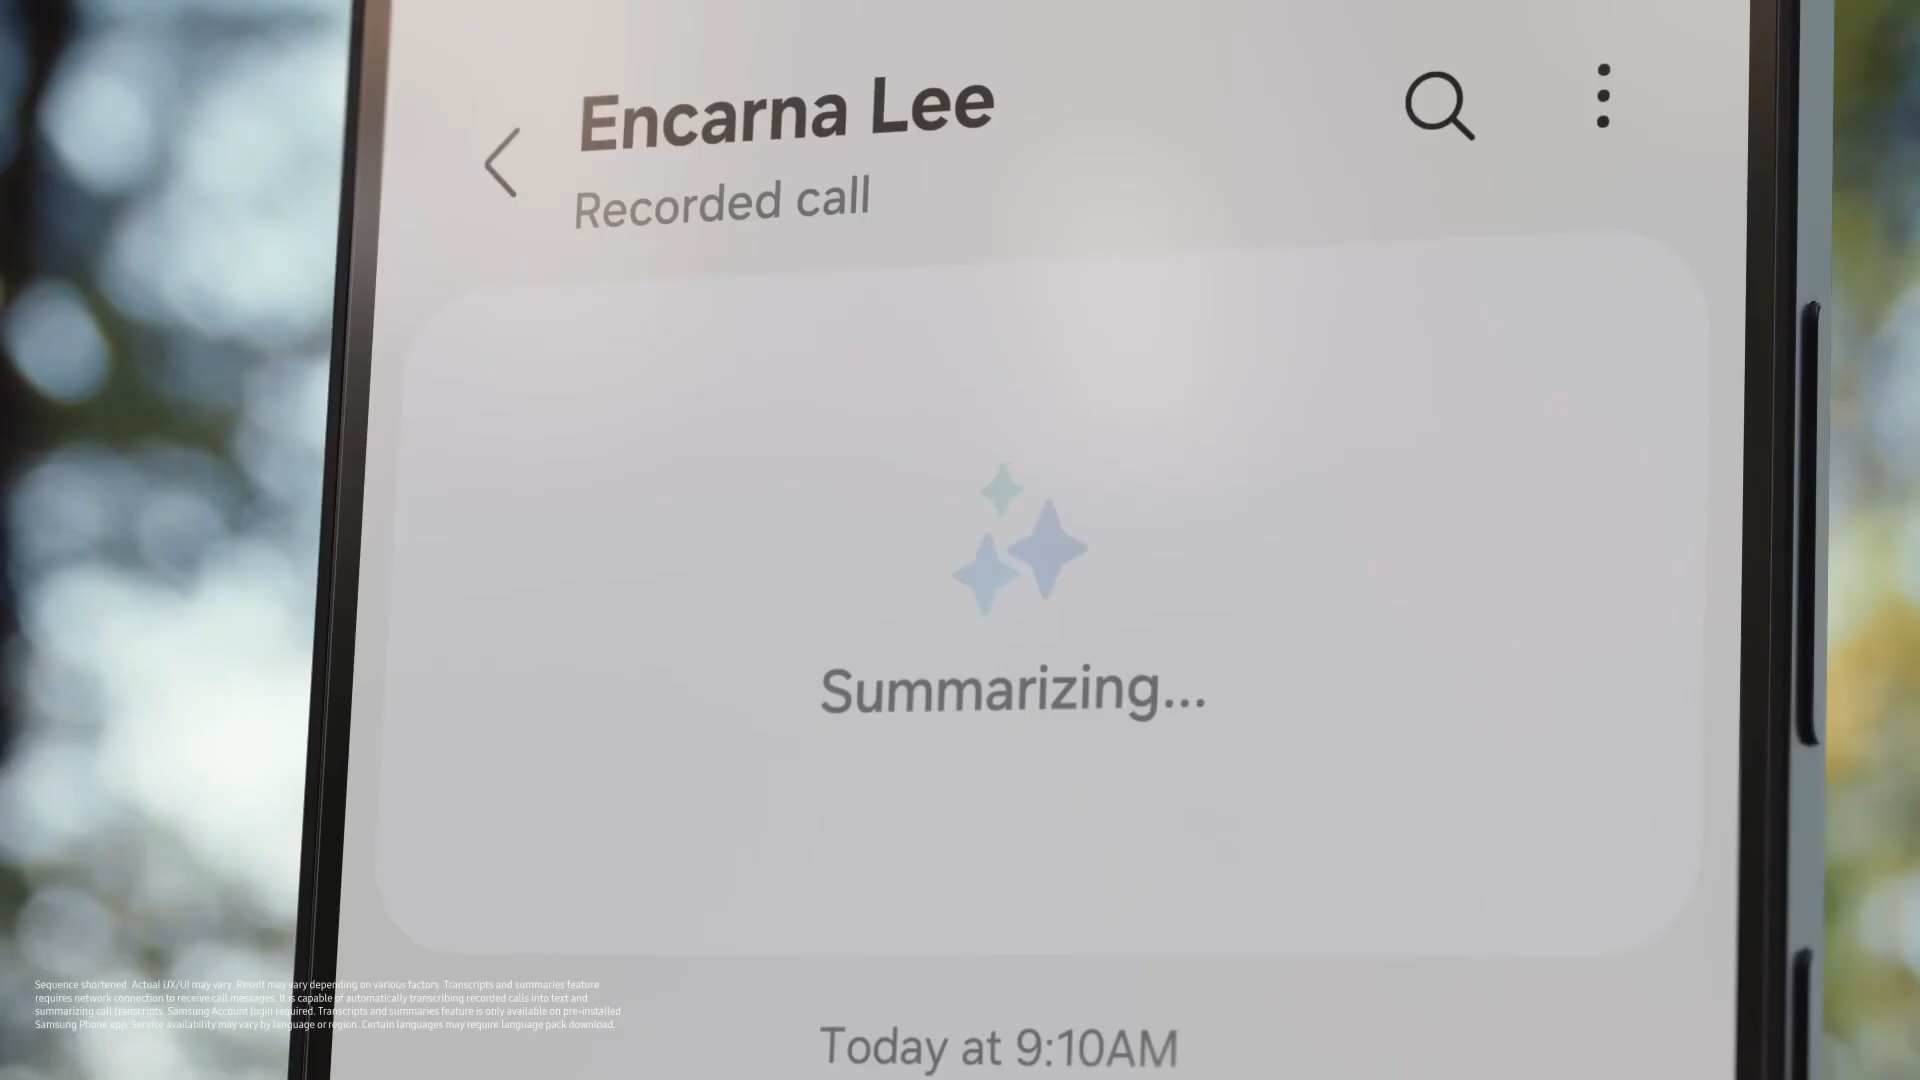 Encarna Lee
Recorded call
Summarizing...
Sequence shortened. Actual UX/UI may vary. Result may vary depending on various factors. Transcripts and summaries feature
requires network connection to receive call messages. It is capable of automatically transcribing recorded calls into text and
summarizing call transcripts. Samsung Account login required. Transcripts and summaries feature is only available on pre-installed
Samsung Phone app. Service availability may vary by language or region. Certain languages may require language pack download.
Today at 9:10AM